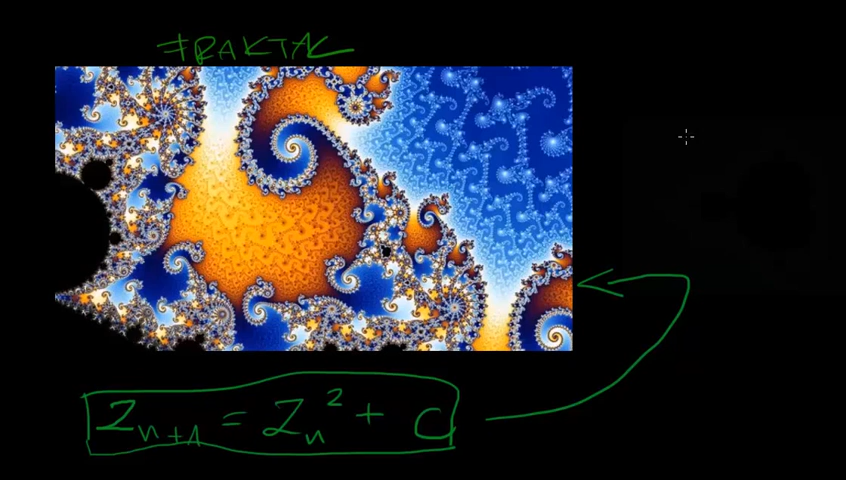 FRAKTAL
Zn+1 = Zn² + C